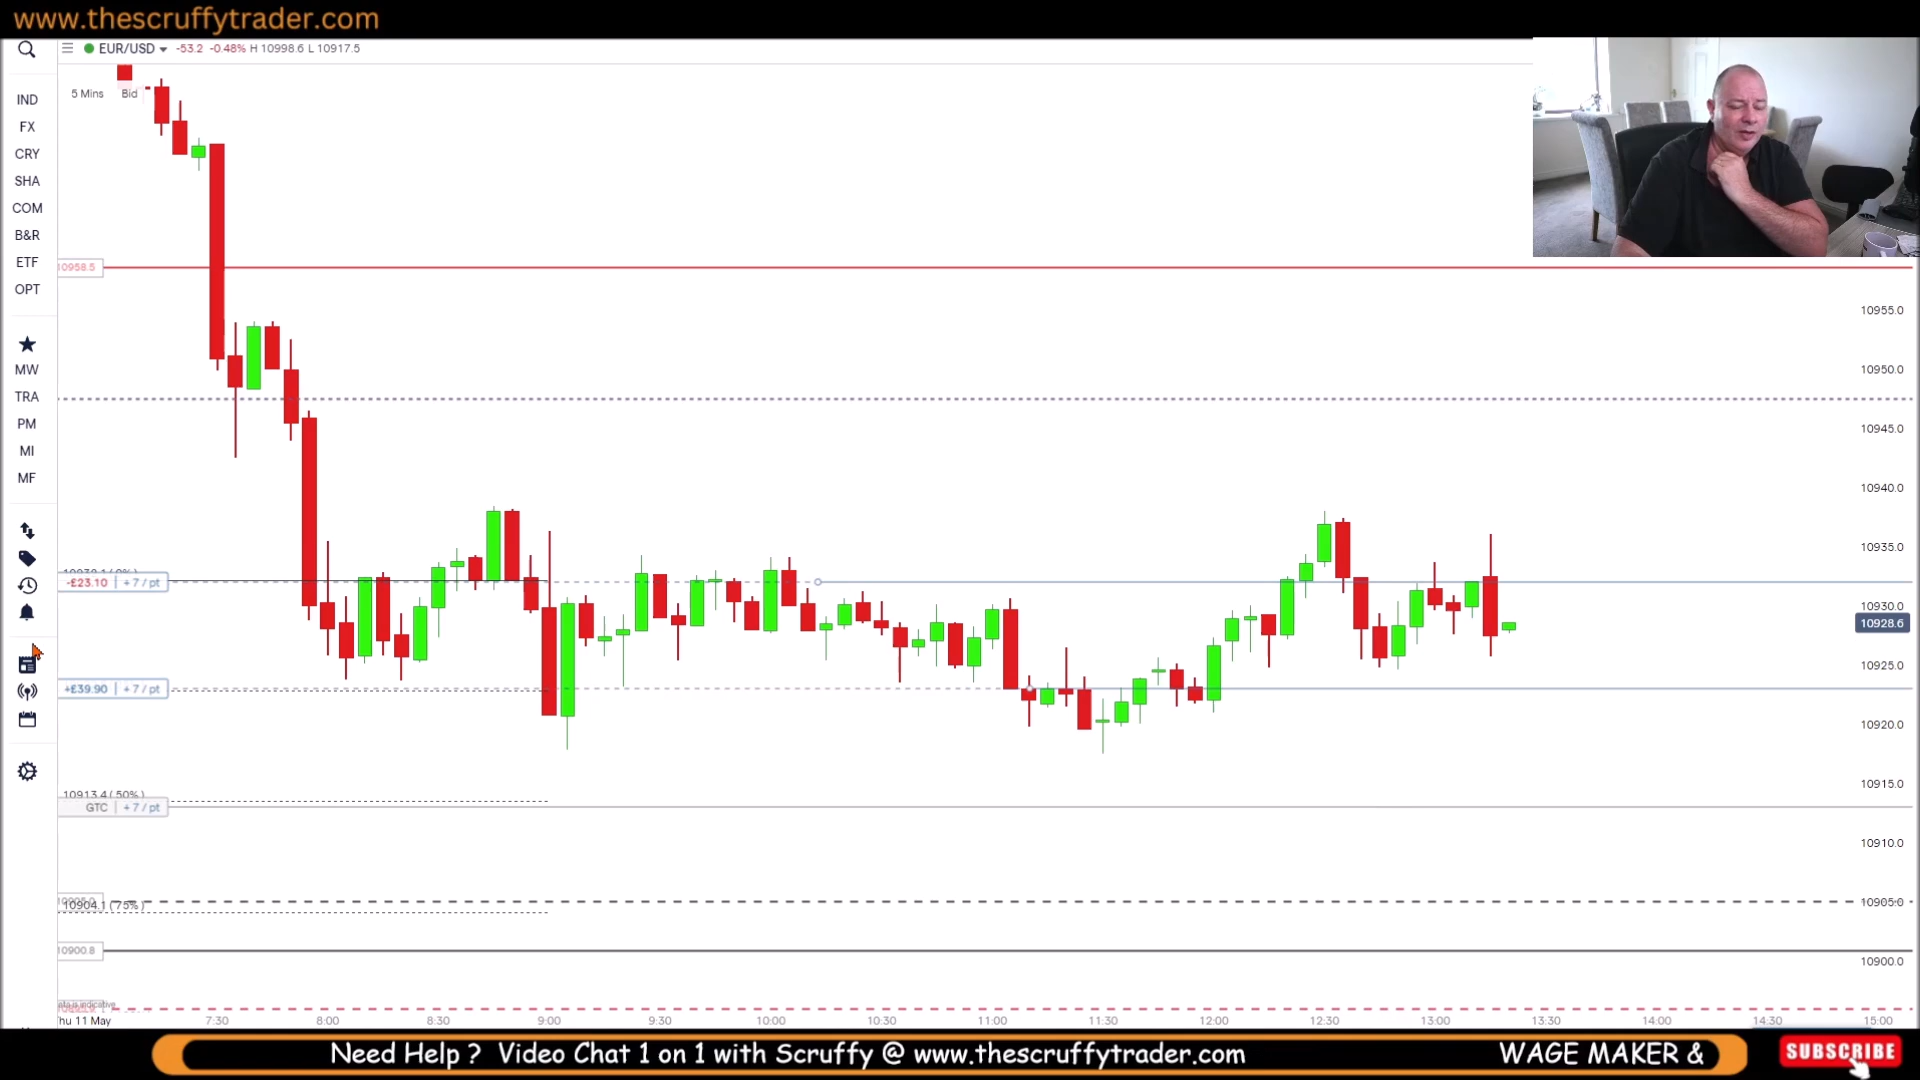 www.thescruffytrader.com
EUR/USD -53.2 -0.48% H 10998.6 L 10917.5
5 Mins Bid
IND
FX
CRY
SHA
COM
B&R
ETF
OPT
MW
TRA
PM
MI
MF
10958.5
10955.0
10950.0
10945.0
10940.0
10935.0
-£23.10 | +7 / pt
10930.0
10928.6
10925.0
+£39.90 | +7 / pt
10920.0
10915.0
10913.4 (50%)
GTC | +7 / pt
10910.0
10905.0
10904.1 (75%)
10900.8
10900.0
Thu 11 May
7:30 8:00 8:30 9:00 9:30 10:00 10:30 11:00 11:30 12:00 12:30 13:00 13:30 14:00 14:30 15:00
Need Help ? Video Chat 1 on 1 with Scruffy @ www.thescruffytrader.com
WAGE MAKER &
SUBSCRIBE